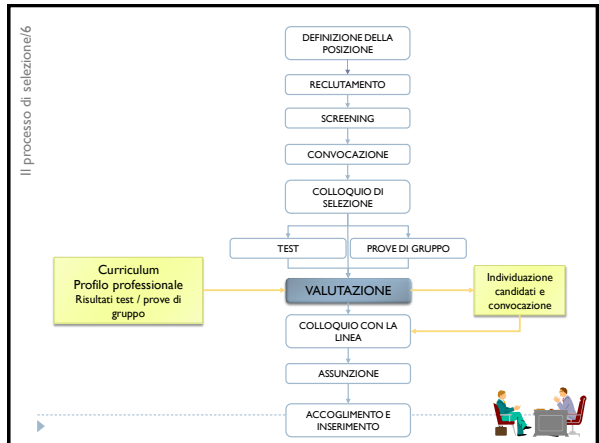 Il processo di selezione/6
DEFINIZIONE DELLA
POSIZIONE
RECLUTAMENTO
SCREENING
CONVOCAZIONE
COLLOQUIO DI
SELEZIONE
TEST
PROVE DI GRUPPO
Curriculum
Profilo professionale
Risultati test / prove di
gruppo
VALUTAZIONE
Individuazione
candidati e
convocazione
COLLOQUIO CON LA
LINEA
ASSUNZIONE
ACCOGLIMENTO E
INSERIMENTO